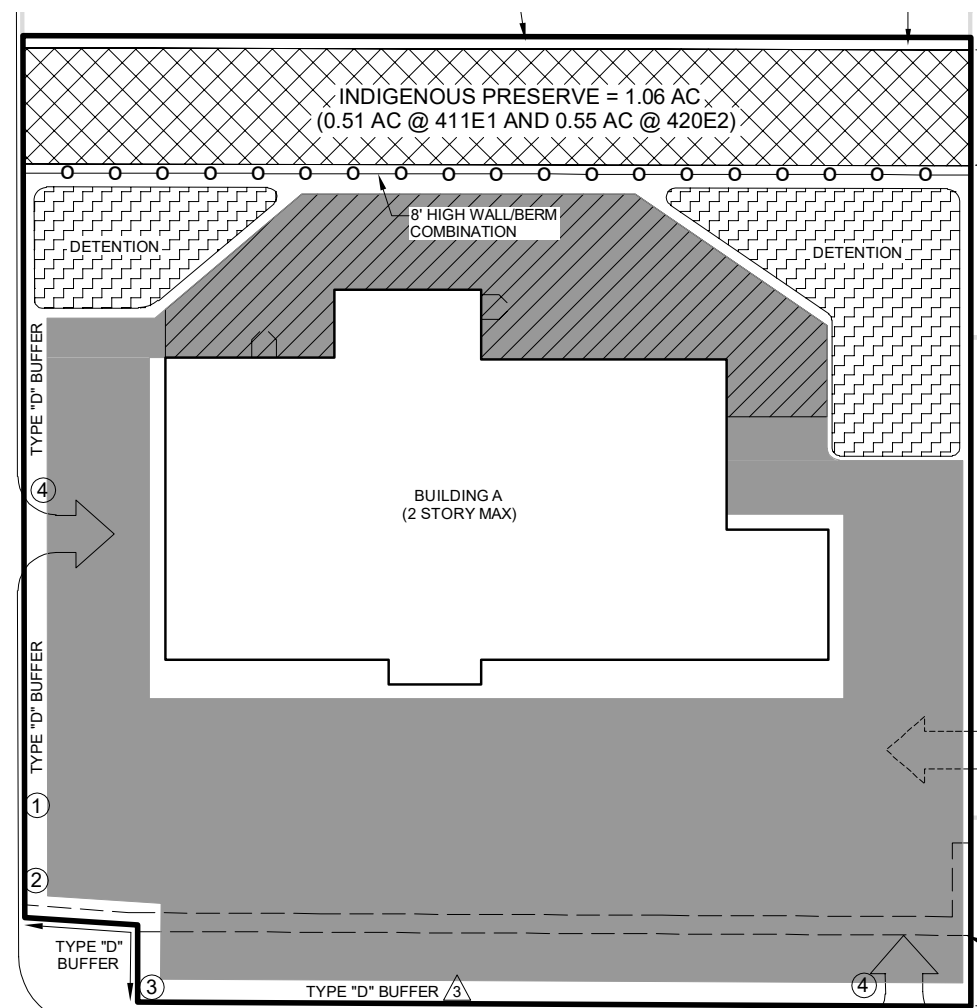 INDIGENOUS PRESERVE = 1.06 AC
(0.51 AC @ 411E1 AND 0.55 AC @ 420E2)
O O O O O O O O O O O O O O O O O O O
8' HIGH WALL/BERM
COMBINATION
DETENTION
DETENTION
TYPE "D" BUFFER
4
BUILDING A
(2 STORY MAX)
TYPE "D" BUFFER
1
2
TYPE "D"
BUFFER
3
TYPE "D" BUFFER 3
4